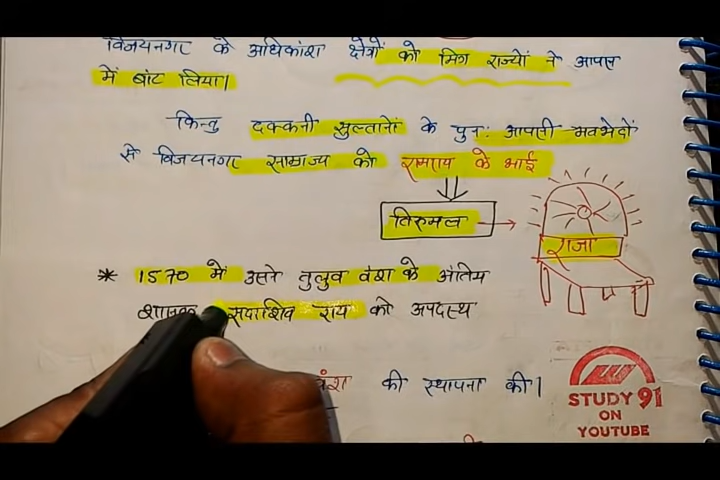 विजयनगर के अधिकांश क्षेत्रों को मित्र राज्यों ने आपस
में बांट लिया।
किन्तु दक्कनी सुल्तानों के पुनः आपसी मतभेदों
से विजयनगर साम्राज्य को रामराय के भाई
तिरुमल
राजा
* 1570 में उसने तुलुव वंश के अंतिम
शासक सदाशिव राय को अपदस्थ
वंश की स्थापना की।
STUDY 91
ON
YOUTUBE